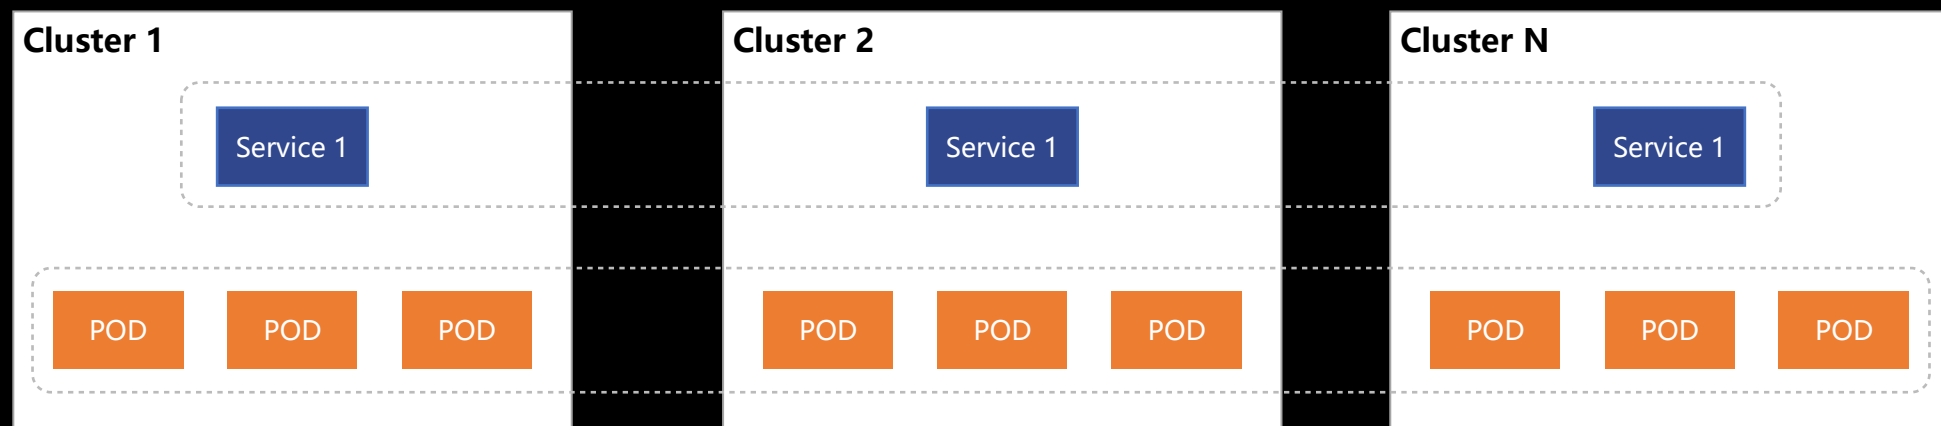 Cluster 1
Cluster 2
Cluster N
Service 1
Service 1
Service 1
POD
POD
POD
POD
POD
POD
POD
POD
POD